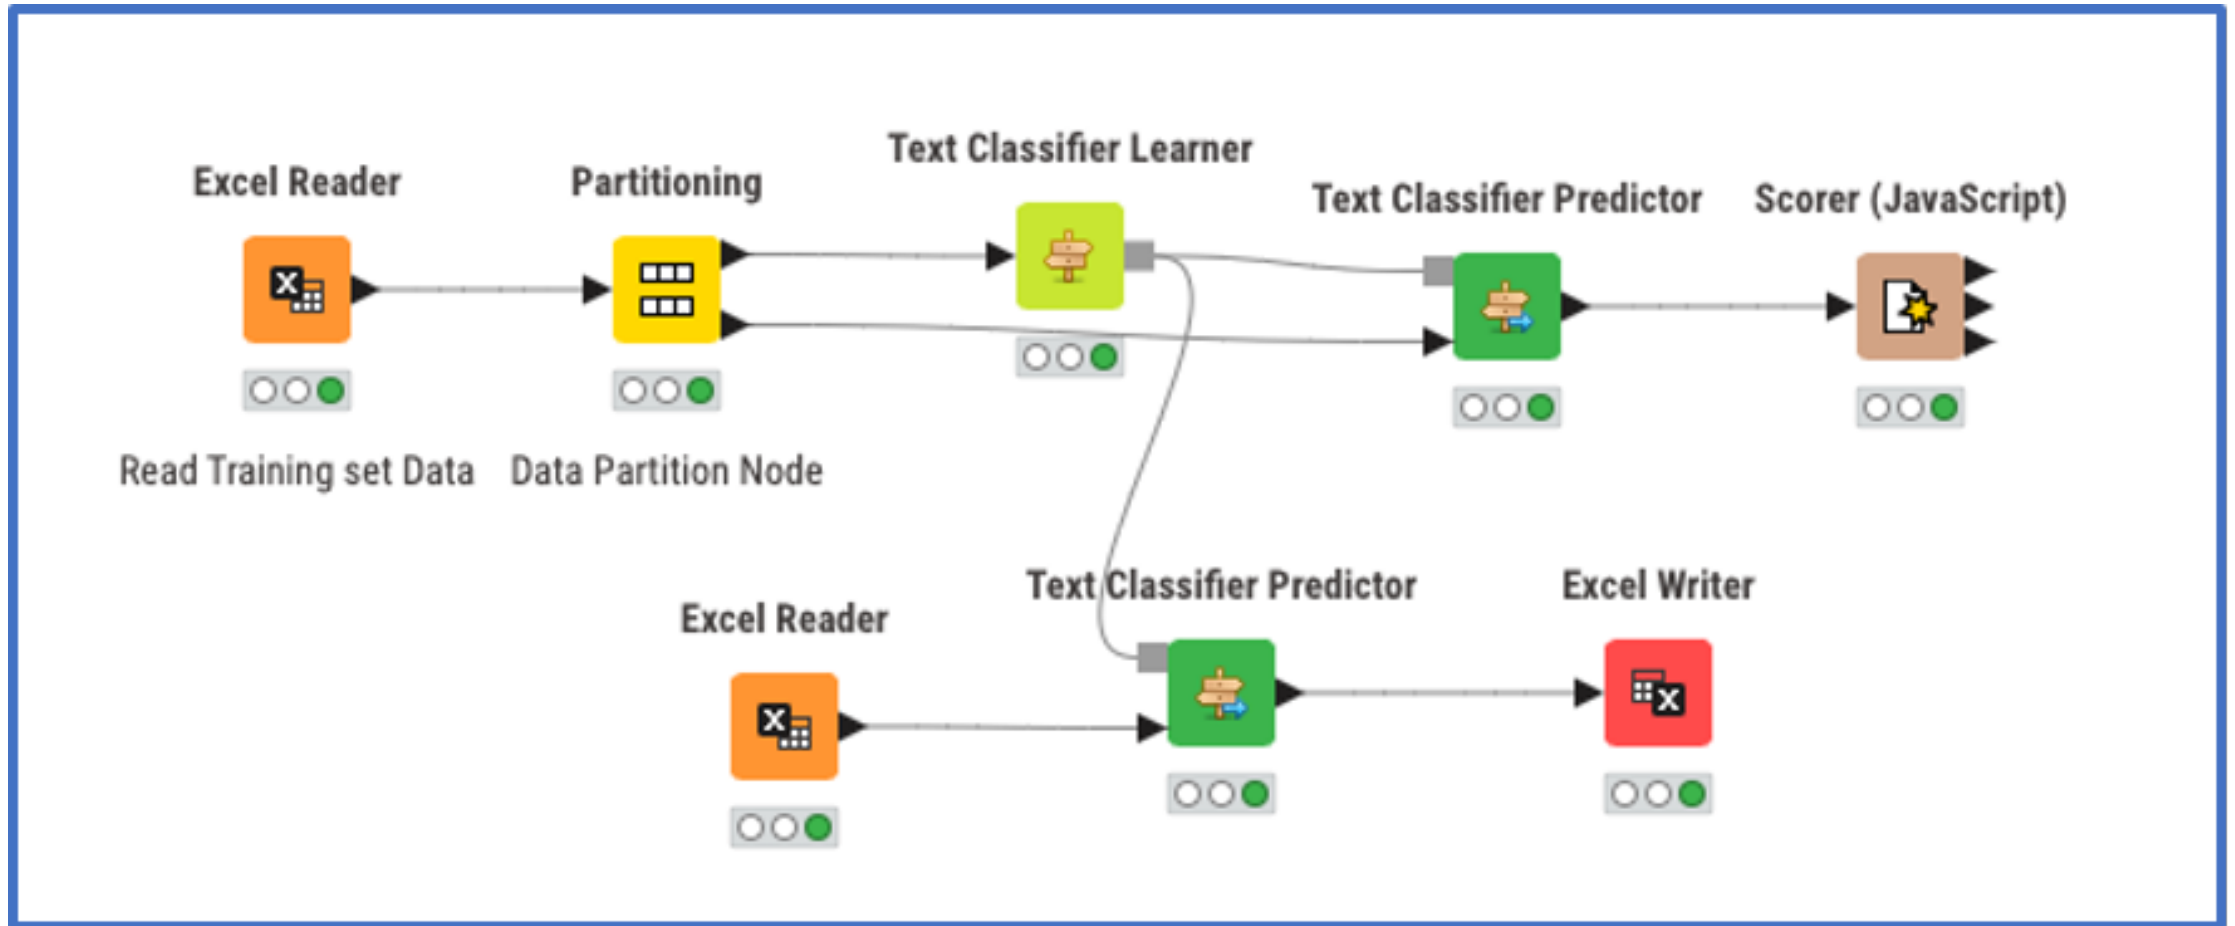 Text Classifier Learner
Excel Reader
Partitioning
Text Classifier Predictor
Scorer (JavaScript)
Read Training set Data
Data Partition Node
Text Classifier Predictor
Excel Writer
Excel Reader